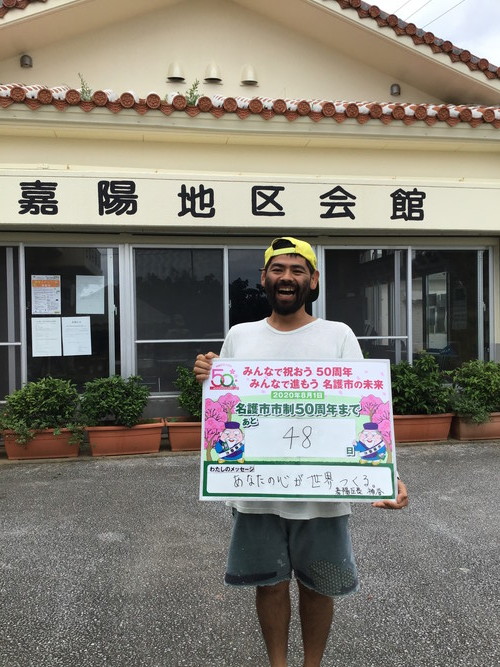 嘉陽地区会館
50
みんなで祝おう 50周年
みんなで進もう 名護市の未来
2020年8月1日
名護市市制50周年まで
あと
48
日
わたしのメッセージ
あなたの心が世界つくる。